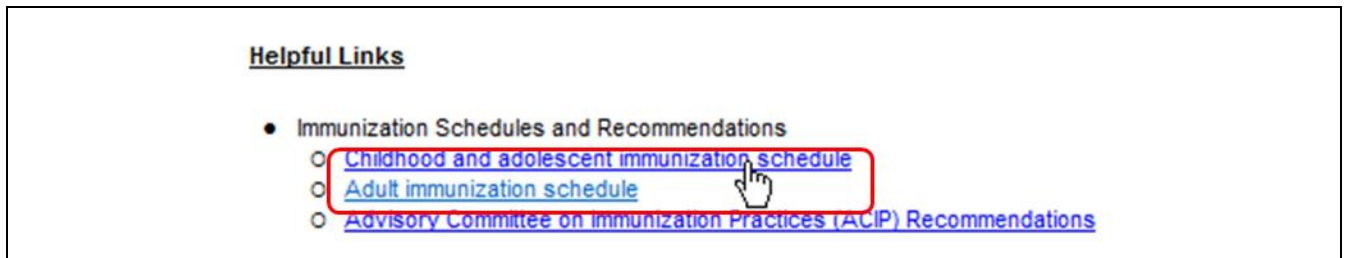 Helpful Links
● Immunization Schedules and Recommendations
○ Childhood and adolescent immunization schedule
○ Adult immunization schedule
○ Advisory Committee on Immunization Practices (ACIP) Recommendations